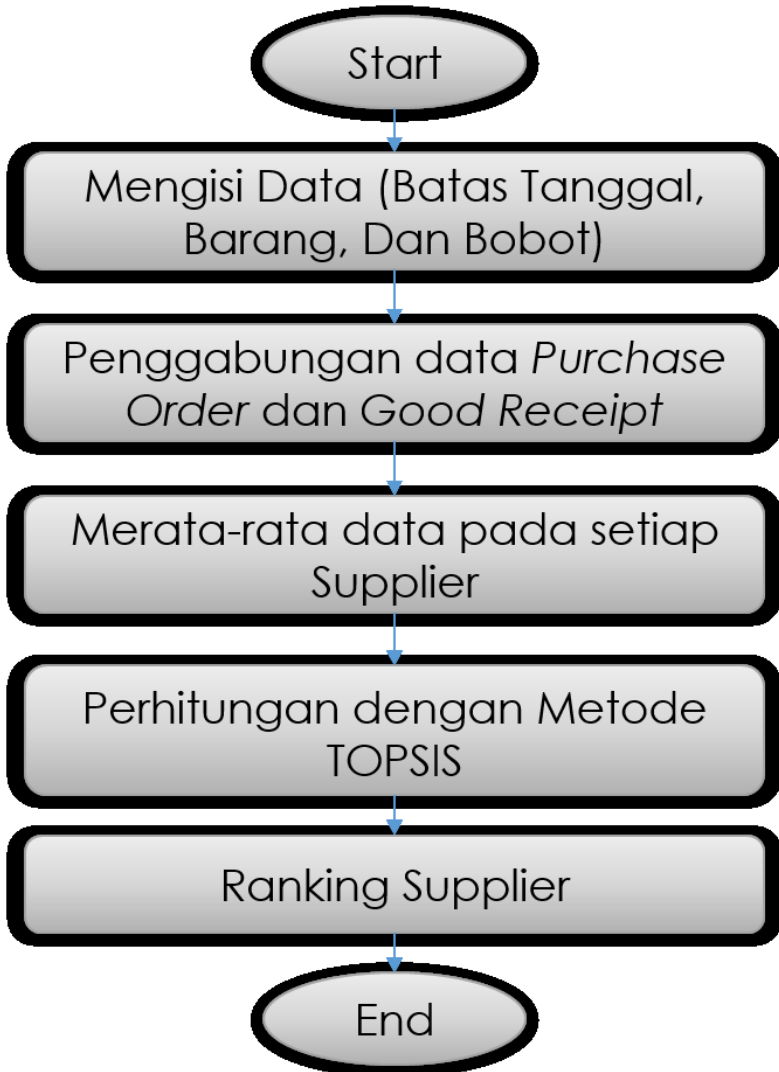 Start
Mengisi Data (Batas Tanggal,
Barang, Dan Bobot)
Penggabungan data Purchase
Order dan Good Receipt
Merata-rata data pada setiap
Supplier
Perhitungan dengan Metode
TOPSIS
Ranking Supplier
End